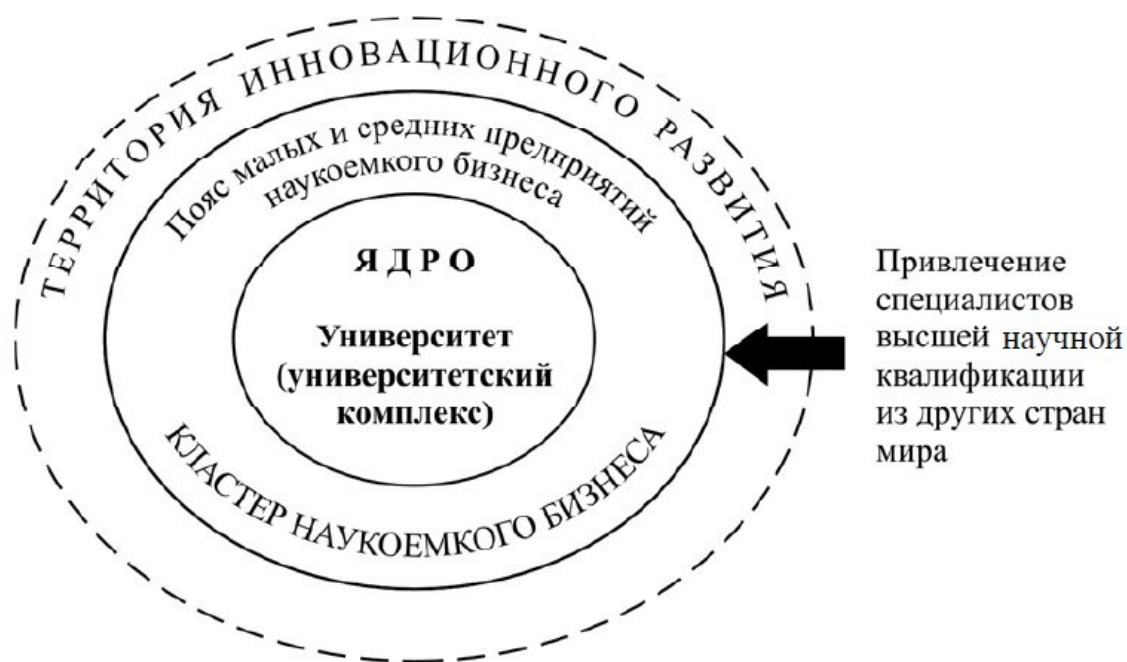 ТЕРРИТОРИЯ ИННОВАЦИОННОГО РАЗВИТИЯ
Пояс малых и средних предприятий
наукоемкого бизнеса
ЯДРО
Университет
(университетский
комплекс)
КЛАСТЕР НАУКОЕМКОГО БИЗНЕСА
Привлечение
специалистов
высшей научной
квалификации
из других стран
мира